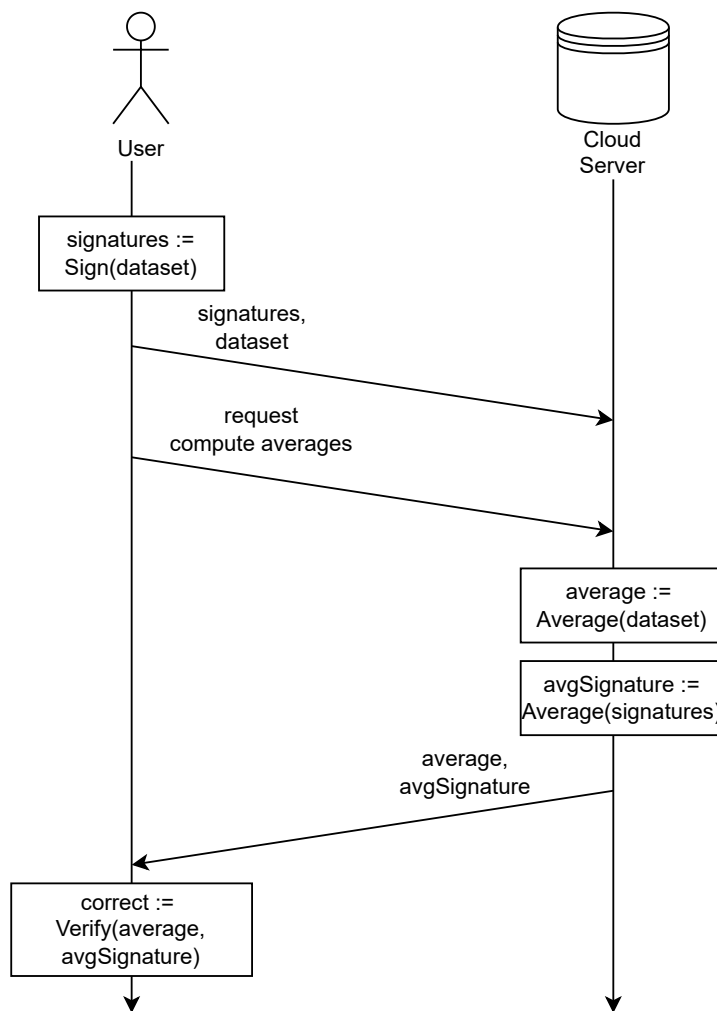 User
Cloud
Server
signatures :=
Sign(dataset)
signatures,
dataset
request
compute averages
average :=
Average(dataset)
avgSignature :=
Average(signatures)
average,
avgSignature
correct :=
Verify(average,
avgSignature)